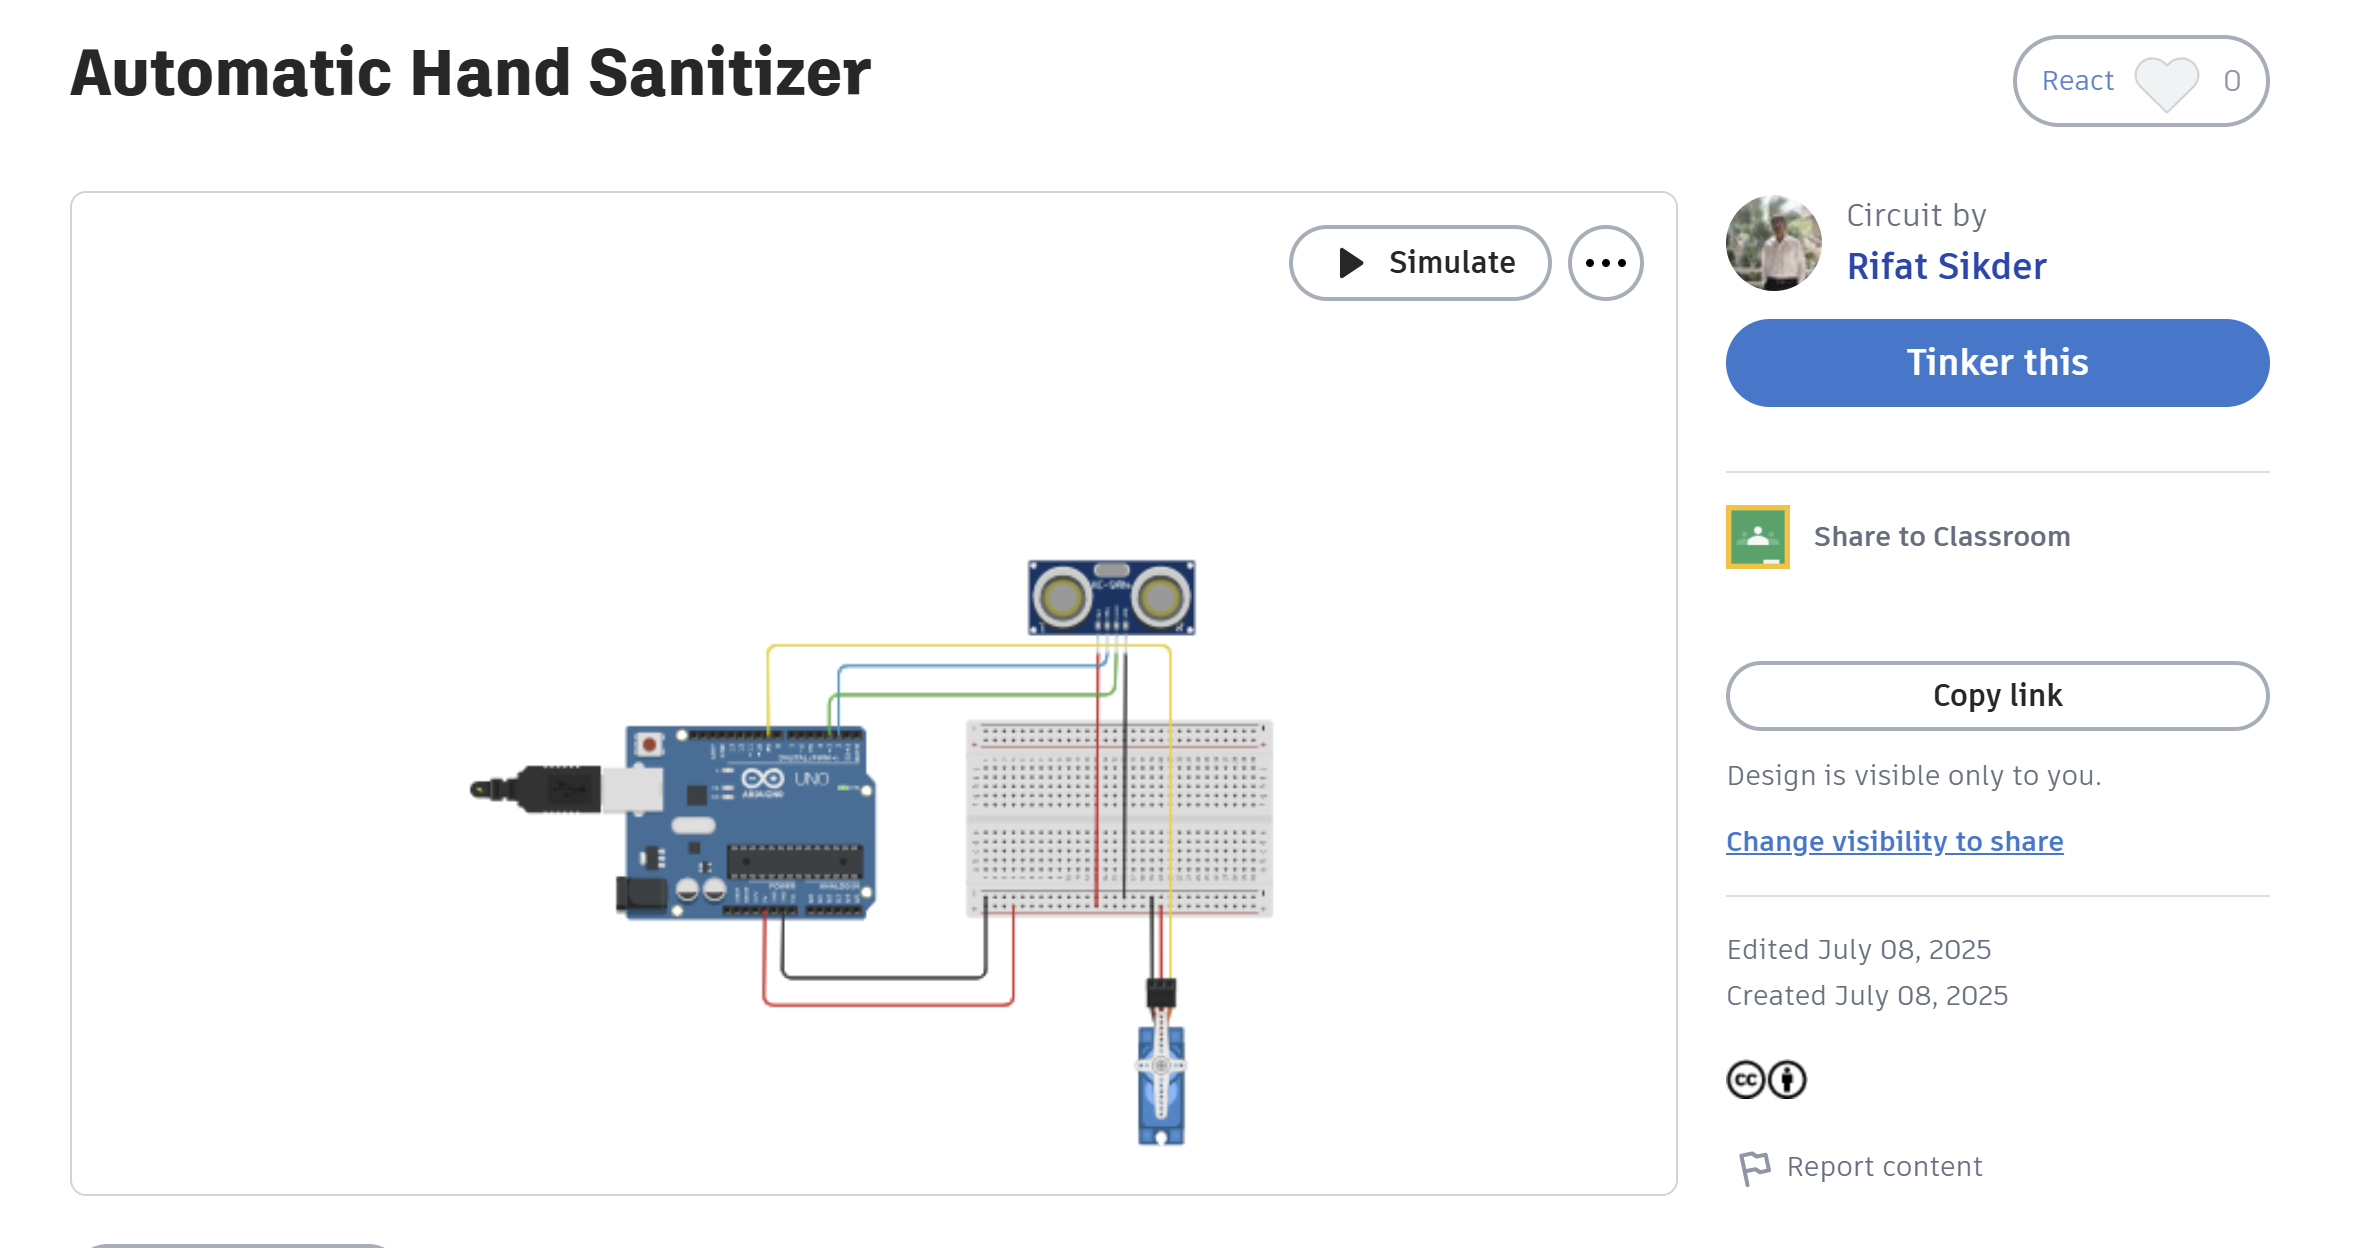 Automatic Hand Sanitizer
React 0
Simulate
Circuit by
Rifat Sikder
Tinker this
Share to Classroom
Copy link
Design is visible only to you.
Change visibility to share
Edited July 08, 2025
Created July 08, 2025
cc
Report content
UNO
ARDUINO